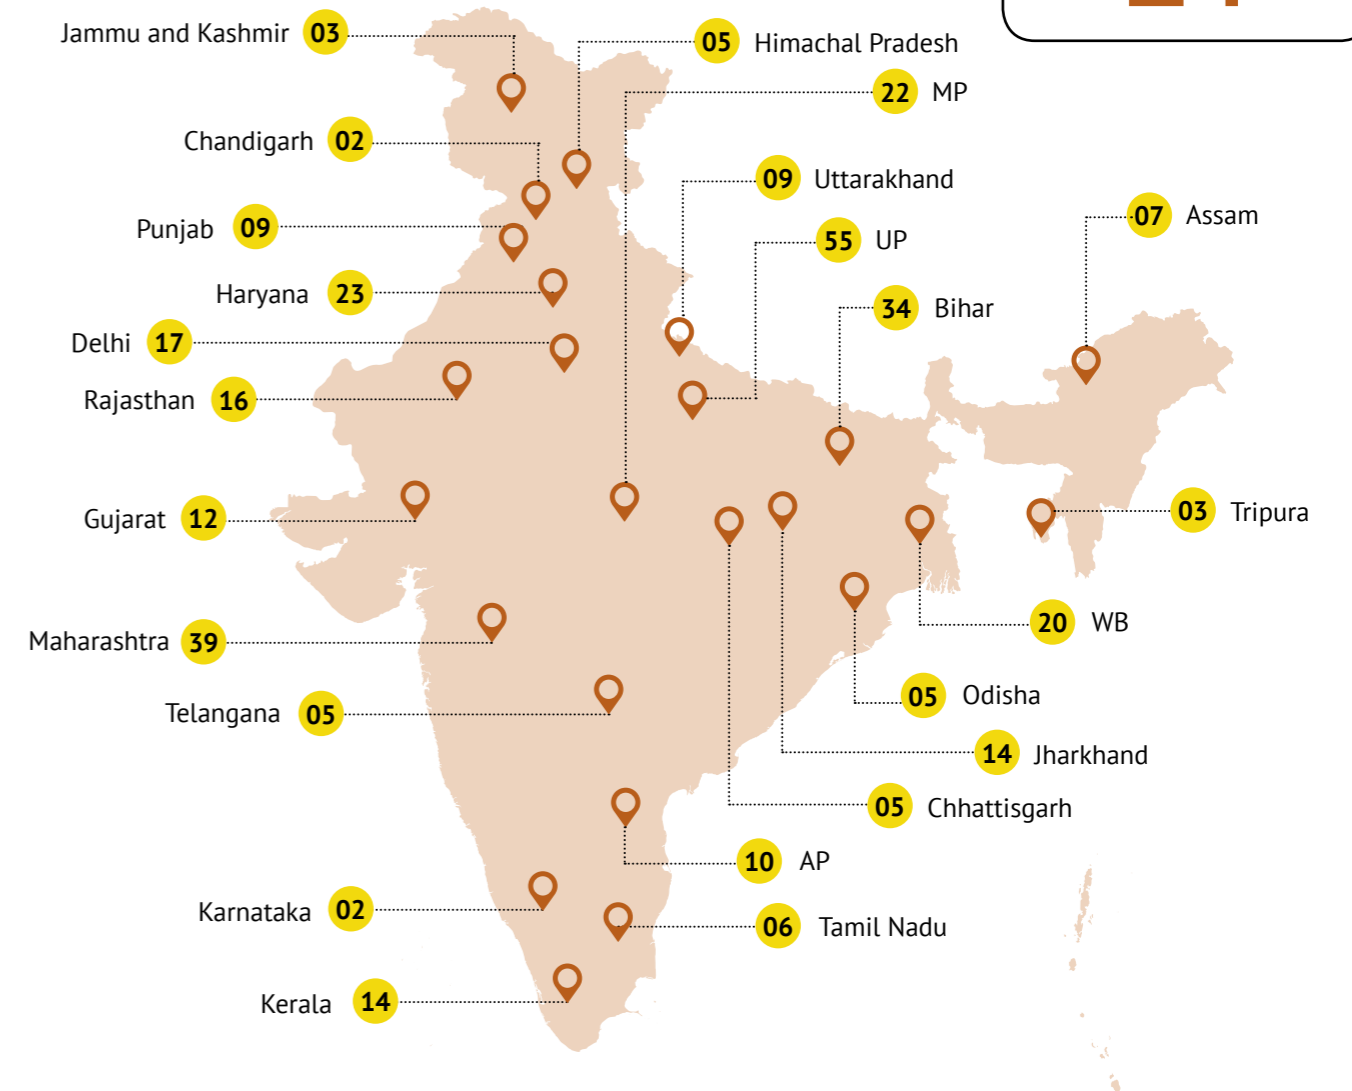 Jammu and Kashmir 03
05 Himachal Pradesh
22 MP
Chandigarh 02
09 Uttarakhand
07 Assam
Punjab 09
55 UP
Haryana 23
34 Bihar
Delhi 17
Rajasthan 16
Gujarat 12
03 Tripura
20 WB
Maharashtra 39
05 Odisha
Telangana 05
14 Jharkhand
05 Chhattisgarh
10 AP
Karnataka 02
06 Tamil Nadu
Kerala 14